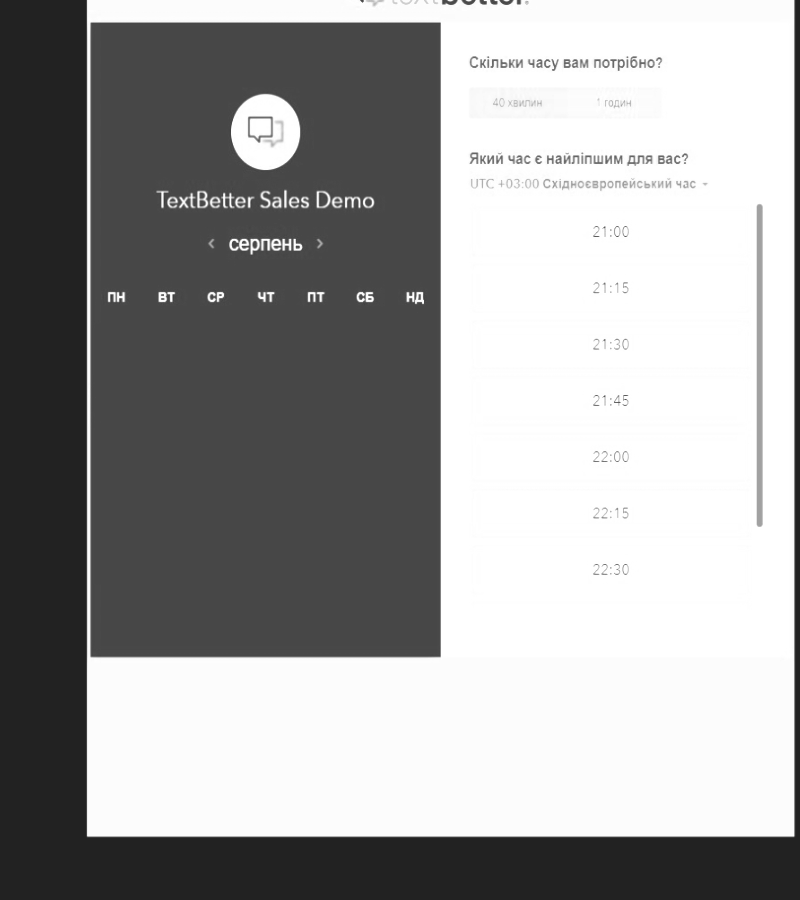 textbetter.
TextBetter Sales Demo
‹ серпень ›
ПН ВТ СР ЧТ ПТ СБ НД
Скільки часу вам потрібно?
40 хвилин 1 годин
Який час є найліпшим для вас?
UTC +03:00 Східноєвропейський час
21:00
21:15
21:30
21:45
22:00
22:15
22:30